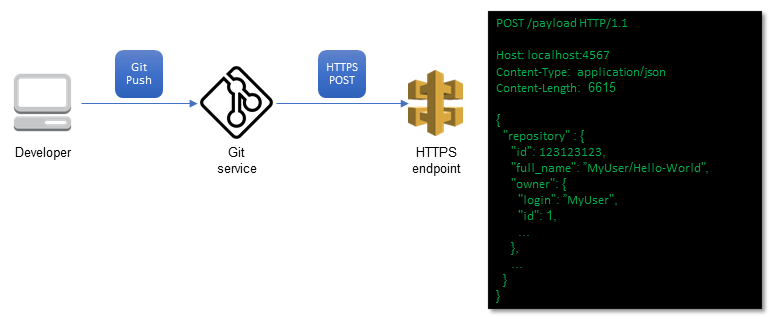 Git
Push
HTTPS
POST
Developer
Git
service
HTTPS
endpoint
POST /payload HTTP/1.1
Host: localhost:4567
Content-Type: application/json
Content-Length: 6615
{
"repository" : {
"id": 123123123,
"full_name": ”MyUser/Hello-World",
"owner": {
"login": ”MyUser",
"id": 1,
...
},
...
}
}